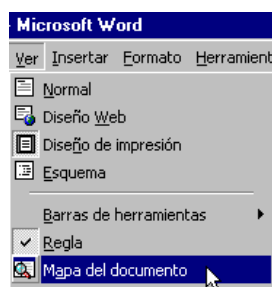 Microsoft Word
Ver Insertar Formato Herramient
Normal
Diseño Web
Diseño de impresión
Esquema
Barras de herramientas
Regla
Mapa del documento